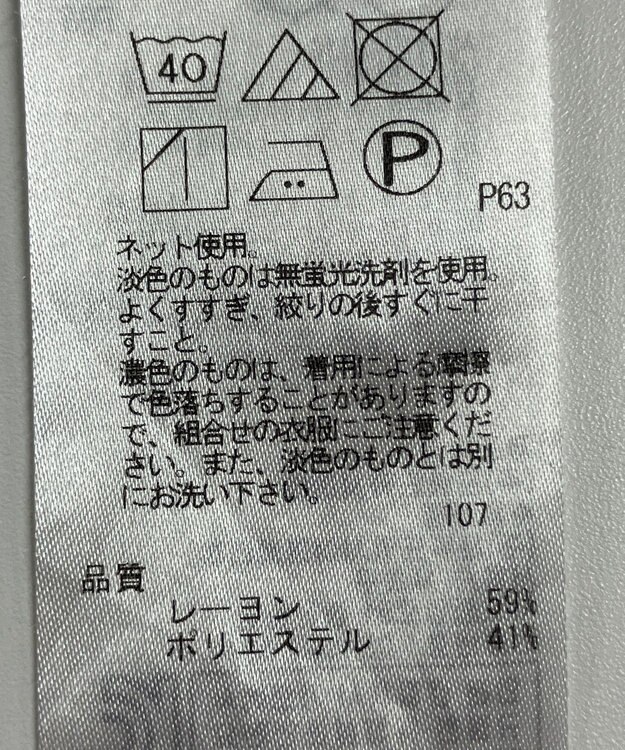 40
P
P63
ネット使用。
淡色のものは無蛍光洗剤を使用。
よくすすぎ、絞りの後すぐに干
すこと。
濃色のものは、着用による摩擦
で色落ちすることがありますの
で、組合せの衣服にご注意くだ
さい。また、淡色のものとは別
にお洗い下さい。
107
品質
レーヨン 59%
ポリエステル 41%